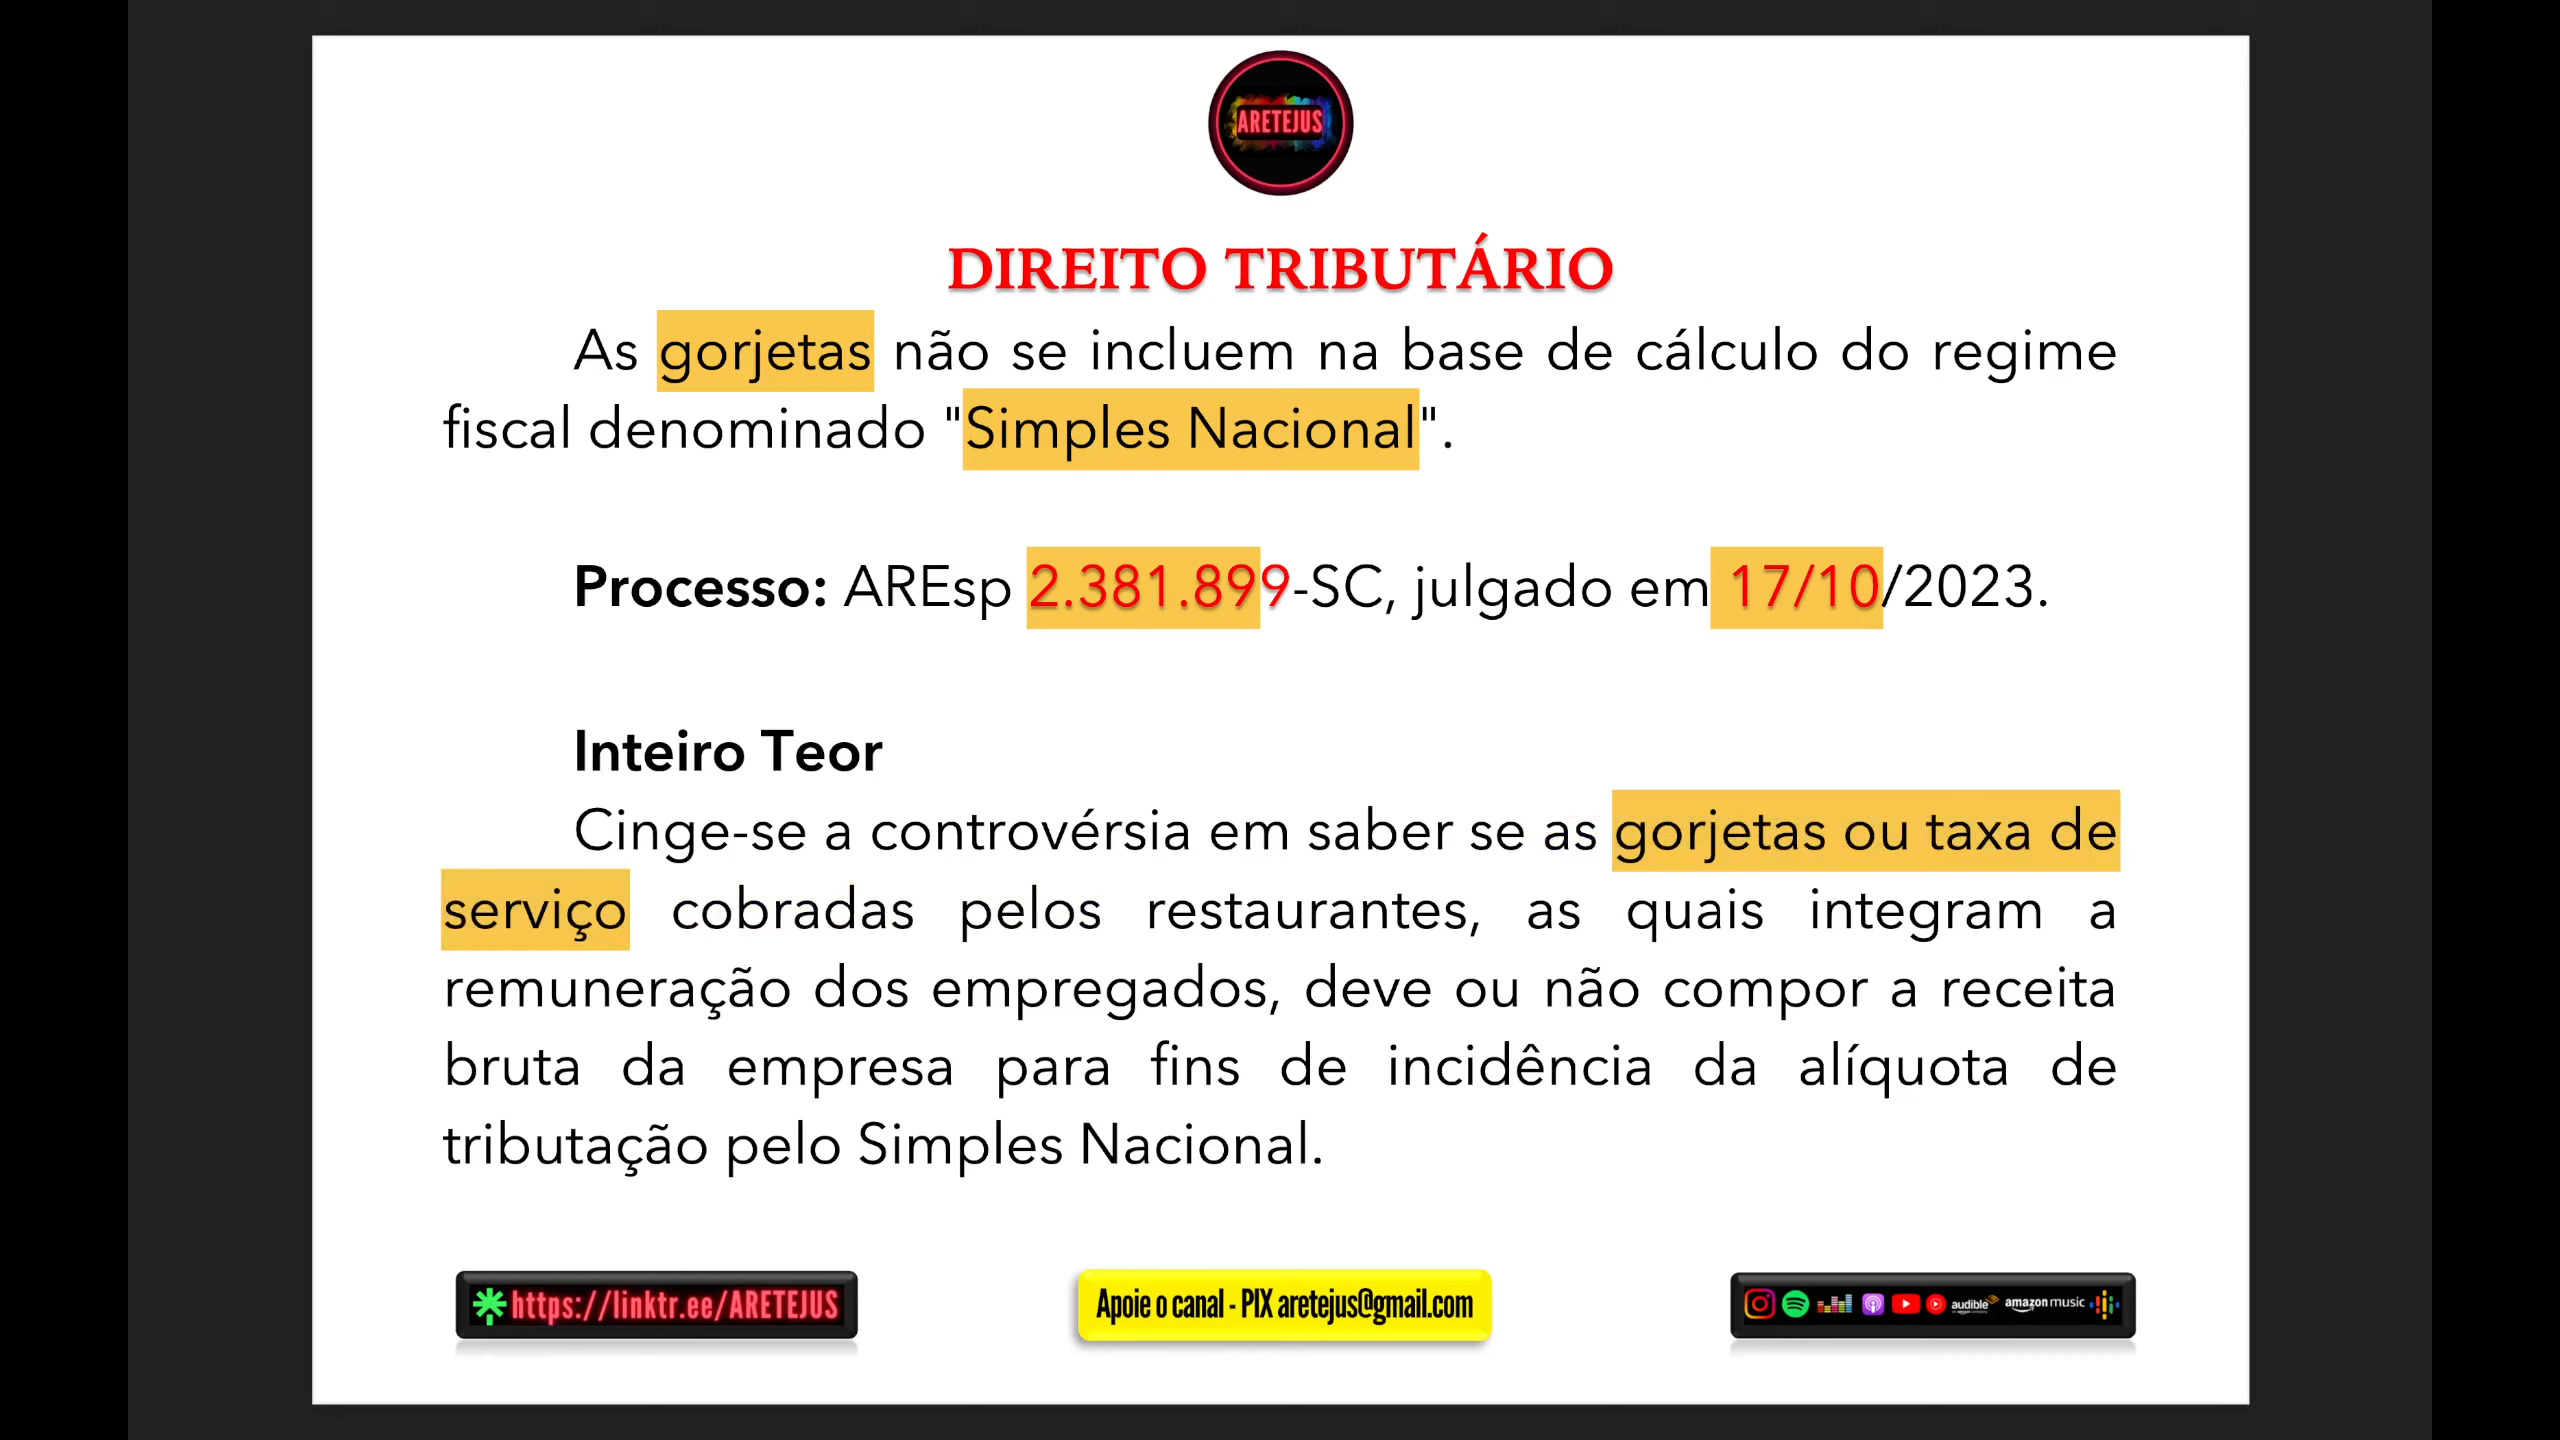 ARETEJUS
DIREITO TRIBUTÁRIO
As gorjetas não se incluem na base de cálculo do regime
fiscal denominado "Simples Nacional".
Processo: AREsp 2.381.899-SC, julgado em 17/10/2023.
Inteiro Teor
Cinge-se a controvérsia em saber se as gorjetas ou taxa de
serviço cobradas pelos restaurantes, as quais integram a
remuneração dos empregados, deve ou não compor a receita
bruta da empresa para fins de incidência da alíquota de
tributação pelo Simples Nacional.
https://linktr.ee/ARETEJUS
Apoie o canal - PIX aretejus@gmail.com
audible amazon music